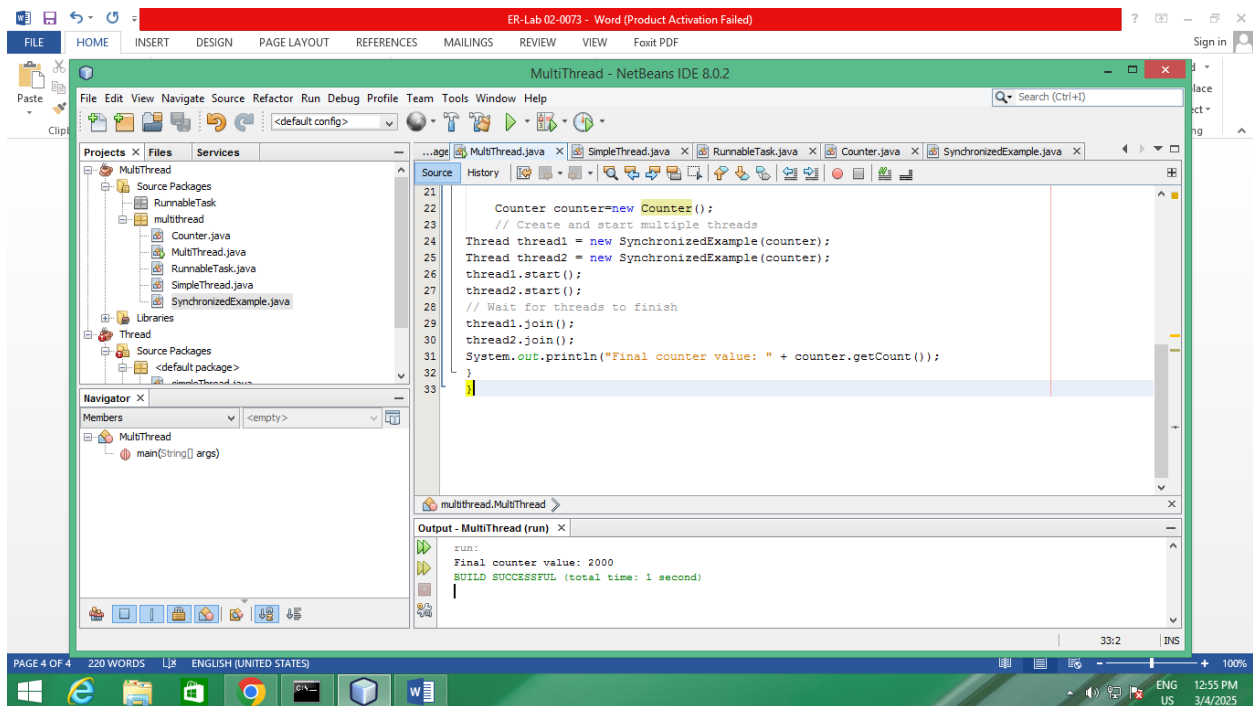 ER-Lab 02-0073 - Word (Product Activation Failed)
FILE HOME INSERT DESIGN PAGE LAYOUT REFERENCES MAILINGS REVIEW VIEW Foxit PDF Sign in
Paste
MultiThread - NetBeans IDE 8.0.2
File Edit View Navigate Source Refactor Run Debug Profile Team Tools Window Help
Search (Ctrl+I)
<default config>
Projects Files Services
MultiThread
Source Packages
RunnableTask
multithread
Counter.java
MultiThread.java
RunnableTask.java
SimpleThread.java
SynchronizedExample.java
Libraries
Thread
Source Packages
<default package>
simpleThread.java
Navigator
Members <empty>
MultiThread
main(String[] args)
...age MultiThread.java SimpleThread.java RunnableTask.java Counter.java SynchronizedExample.java
Source History
21
22 Counter counter=new Counter();
23 // Create and start multiple threads
24 Thread thread1 = new SynchronizedExample(counter);
25 Thread thread2 = new SynchronizedExample(counter);
26 thread1.start();
27 thread2.start();
28 // Wait for threads to finish
29 thread1.join();
30 thread2.join();
31 System.out.println("Final counter value: " + counter.getCount());
32 }
33 }
multithread.MultiThread
Output - MultiThread (run)
run:
Final counter value: 2000
BUILD SUCCESSFUL (total time: 1 second)
33:2 INS
PAGE 4 OF 4 220 WORDS ENGLISH (UNITED STATES) 100%
ENG 12:55 PM
US 3/4/2025